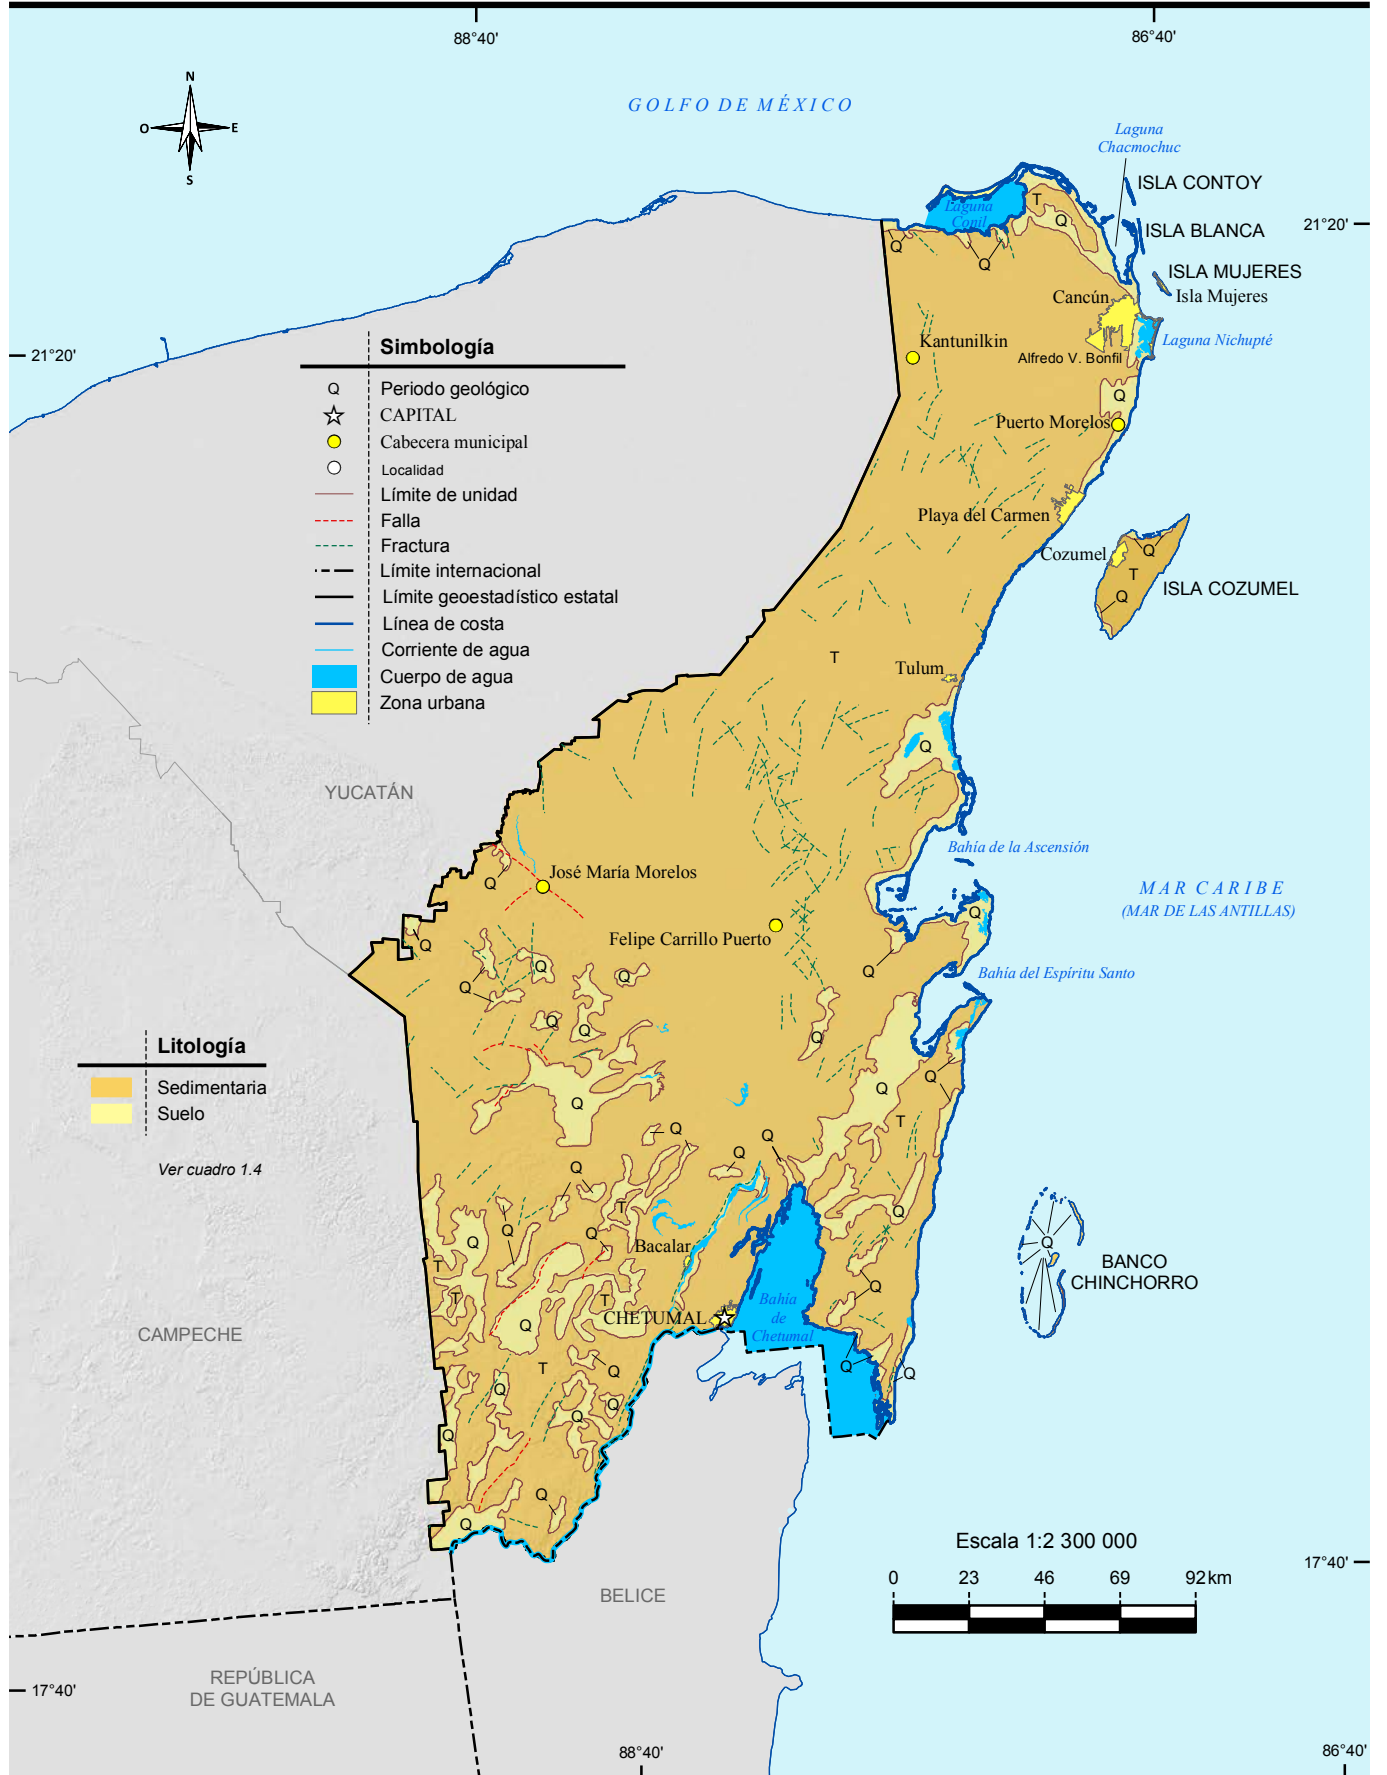 88°40'
86°40'
N
O
E
S
GOLFO DE MÉXICO
Laguna
Chacmochuc
ISLA CONTOY
Laguna
Conil
T
Q
21°20'
ISLA BLANCA
Q
Q
ISLA MUJERES
Isla Mujeres
Cancún
Kantunilkin
Laguna Nichupté
Alfredo V. Bonfil
21°20'
Simbología
Q
Periodo geológico
CAPITAL
Cabecera municipal
Localidad
Límite de unidad
Falla
Fractura
Límite internacional
Límite geoestadístico estatal
Línea de costa
Corriente de agua
Cuerpo de agua
Zona urbana
Q
Puerto Morelos
Playa del Carmen
Cozumel
Q
T
Q
ISLA COZUMEL
T
Tulum
Q
YUCATÁN
Bahía de la Ascensión
José María Morelos
Q
MAR CARIBE
(MAR DE LAS ANTILLAS)
Q
Felipe Carrillo Puerto
Q
Q
Q
Q
Q
Q
Bahía del Espíritu Santo
Q
Q
Q
Litología
Sedimentaria
Suelo
Ver cuadro 1.4
Q
Q
Q
T
Q
Q
Q
Q
T
Q
Q
Q
Q
Q
Bacalar
T
T
T
Q
BANCO
CHINCHORRO
Q
CHETUMAL
Bahía
de
Chetumal
Q
CAMPECHE
T
Q
Q
Q
Q
Q
Q
Q
Q
Q
Q
Escala 1:2 300 000
0 23 46 69 92 km
17°40'
BELICE
REPÚBLICA
DE GUATEMALA
17°40'
88°40'
86°40'